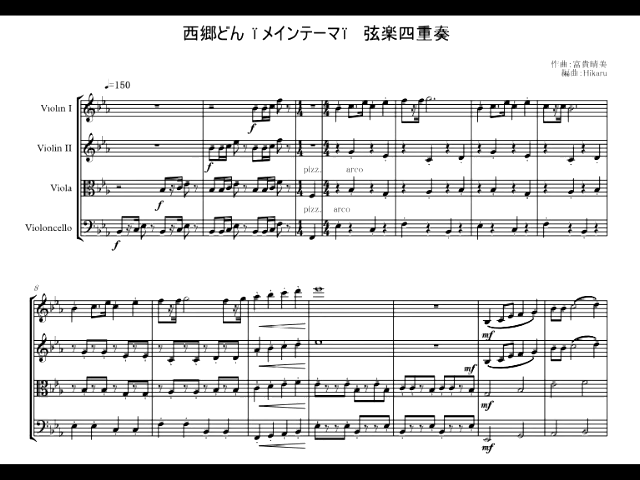 西郷どん ï メインテーマï 弦楽四重奏
作曲:富貴晴美
編曲:Hikaru
♩=150
Violin I
f
Violin II
f
pizz. arco
Viola
f
pizz. arco
Violoncello
f
8
mf
mf
mf
mf